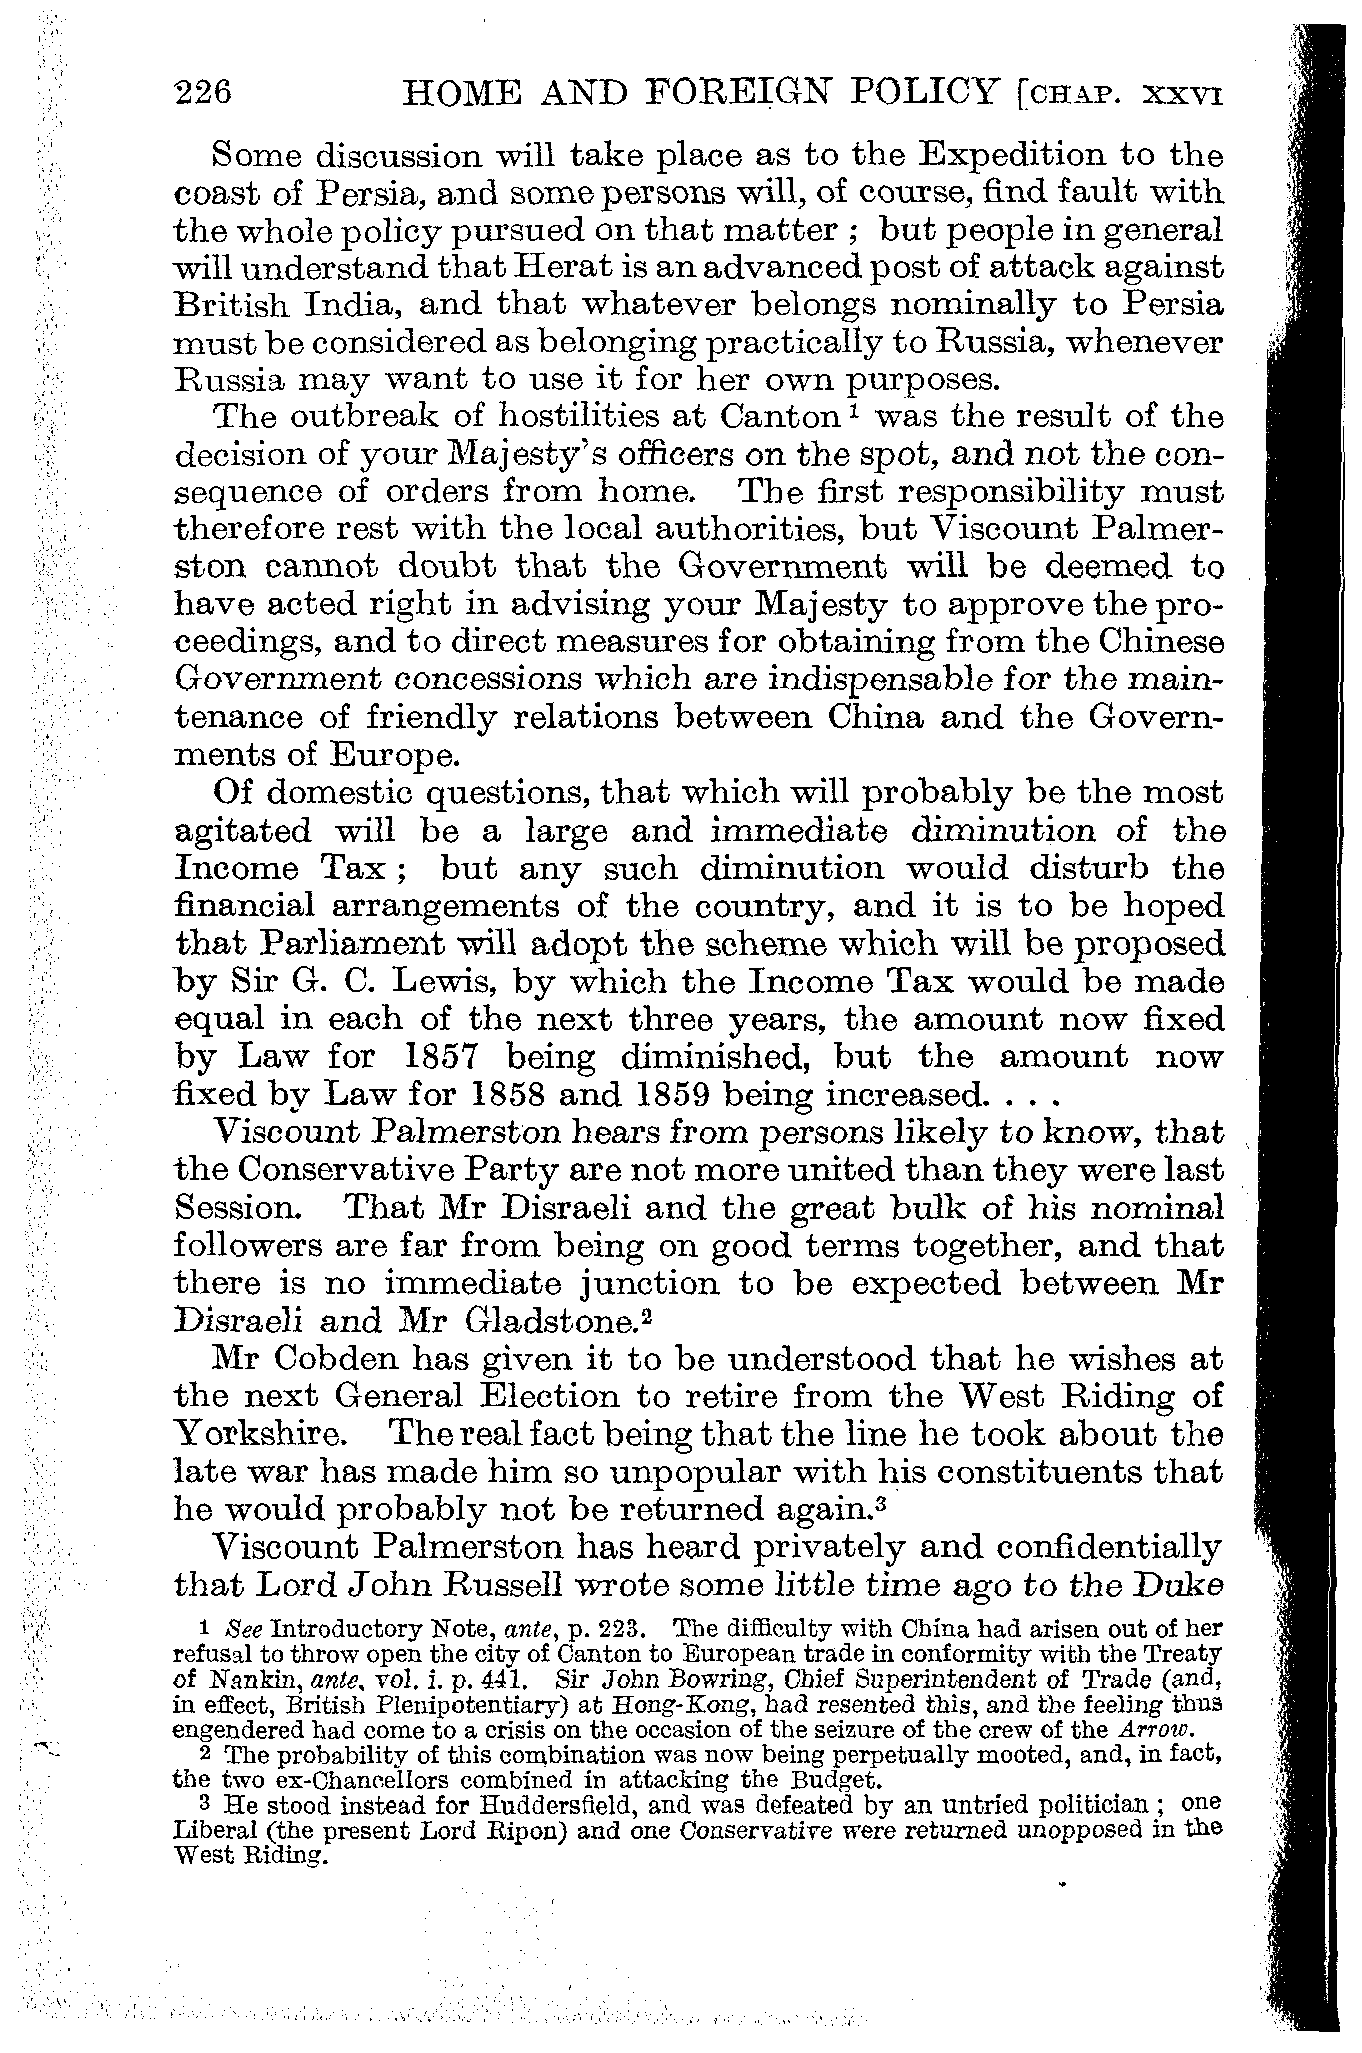 226 HOME AND FOREIGN POLICY [CHAP. XXVI
Some discussion will take place as to the Expedition to the
coast of Persia, and some persons will, of course, find fault with
the whole policy pursued on that matter ; but people in general
will understand that Herat is an advanced post of attack against
British India, and that whatever belongs nominally to Persia
must be considered as belonging practically to Russia, whenever
Russia may want to use it for her own purposes.
The outbreak of hostilities at Canton ¹ was the result of the
decision of your Majesty's officers on the spot, and not the con-
sequence of orders from home. The first responsibility must
therefore rest with the local authorities, but Viscount Palmer-
ston cannot doubt that the Government will be deemed to
have acted right in advising your Majesty to approve the pro-
ceedings, and to direct measures for obtaining from the Chinese
Government concessions which are indispensable for the main-
tenance of friendly relations between China and the Govern-
ments of Europe.
Of domestic questions, that which will probably be the most
agitated will be a large and immediate diminution of the
Income Tax ; but any such diminution would disturb the
financial arrangements of the country, and it is to be hoped
that Parliament will adopt the scheme which will be proposed
by Sir G. C. Lewis, by which the Income Tax would be made
equal in each of the next three years, the amount now fixed
by Law for 1857 being diminished, but the amount now
fixed by Law for 1858 and 1859 being increased. . . .
Viscount Palmerston hears from persons likely to know, that
the Conservative Party are not more united than they were last
Session. That Mr Disraeli and the great bulk of his nominal
followers are far from being on good terms together, and that
there is no immediate junction to be expected between Mr
Disraeli and Mr Gladstone.²
Mr Cobden has given it to be understood that he wishes at
the next General Election to retire from the West Riding of
Yorkshire. The real fact being that the line he took about the
late war has made him so unpopular with his constituents that
he would probably not be returned again.³
Viscount Palmerston has heard privately and confidentially
that Lord John Russell wrote some little time ago to the Duke
1 See Introductory Note, ante, p. 223. The difficulty with China had arisen out of her
refusal to throw open the city of Canton to European trade in conformity with the Treaty
of Nankin, ante, vol. i. p. 441. Sir John Bowring, Chief Superintendent of Trade (and,
in effect, British Plenipotentiary) at Hong-Kong, had resented this, and the feeling thus
engendered had come to a crisis on the occasion of the seizure of the crew of the Arrow.
2 The probability of this combination was now being perpetually mooted, and, in fact,
the two ex-Chancellors combined in attacking the Budget.
3 He stood instead for Huddersfield, and was defeated by an untried politician ; one
Liberal (the present Lord Ripon) and one Conservative were returned unopposed in the
West Riding.